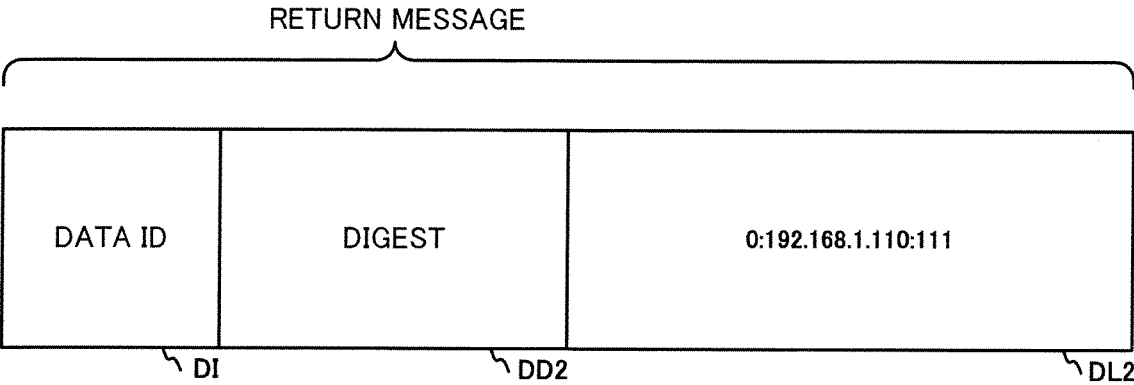 RETURN MESSAGE
DATA ID
DIGEST
0:192.168.1.110:111
DI
DD2
DL2